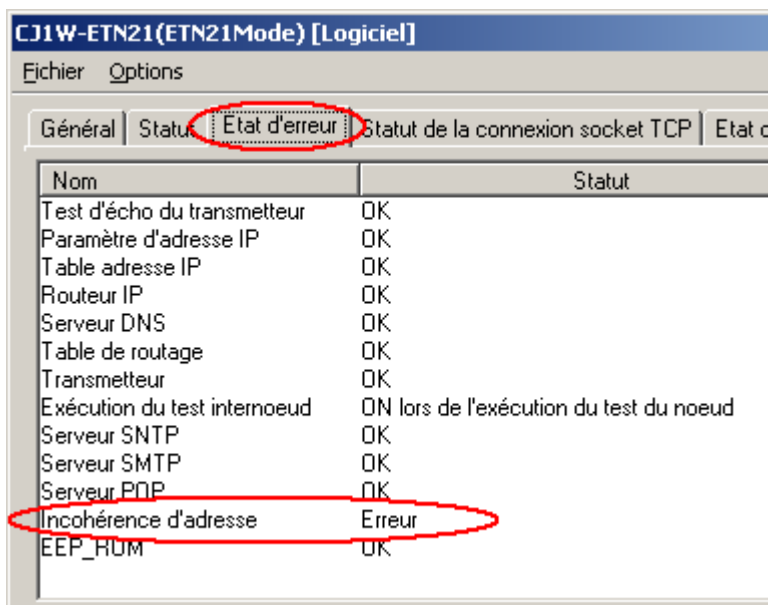 CJ1W-ETN21(ETN21Mode) [Logiciel]
Fichier Options
Général Statut Etat d'erreur Statut de la connexion socket TCP Etat
Nom Statut
Test d'écho du transmetteur OK
Paramètre d'adresse IP OK
Table adresse IP OK
Routeur IP OK
Serveur DNS OK
Table de routage OK
Transmetteur OK
Exécution du test internoeud ON lors de l'exécution du test du noeud
Serveur SNTP OK
Serveur SMTP OK
Serveur POP OK
Incohérence d'adresse Erreur
EEP_ROM OK